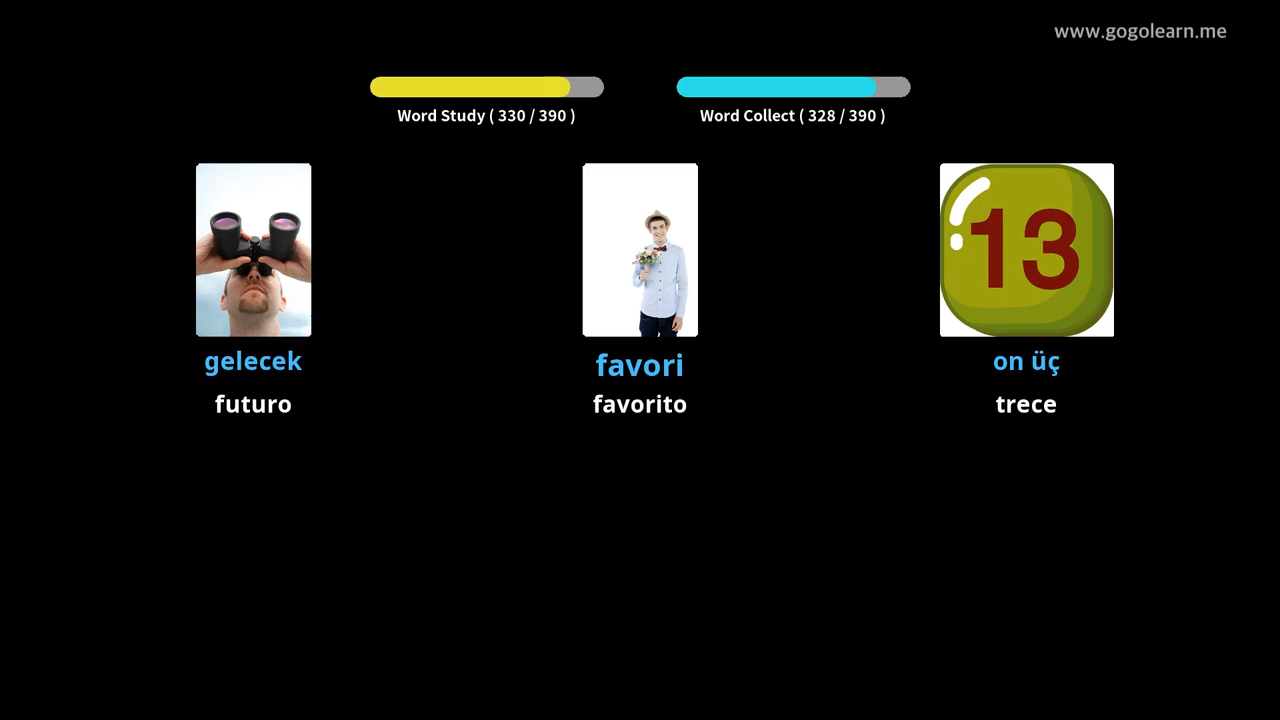 www.gogolearn.me
Word Study ( 330 / 390 )
Word Collect ( 328 / 390 )
13
gelecek
favori
on üç
futuro
favorito
trece